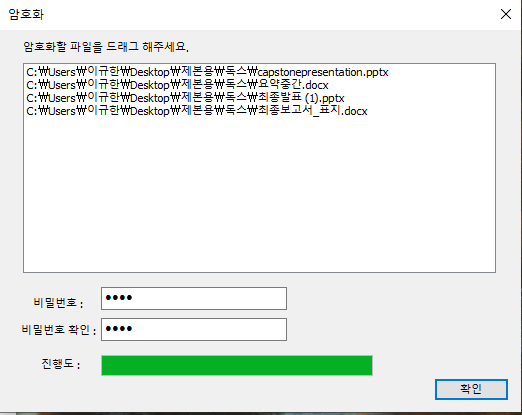 암호화
암호화할 파일을 드래그 해주세요.
C:₩Users₩이규한₩Desktop₩제본용₩독스₩capstonepresentation.pptx
C:₩Users₩이규한₩Desktop₩제본용₩독스₩요약중간.docx
C:₩Users₩이규한₩Desktop₩제본용₩독스₩최종발표 (1).pptx
C:₩Users₩이규한₩Desktop₩제본용₩독스₩최종보고서_표지.docx
비밀번호 : ●●●●
비밀번호 확인 : ●●●●
진행도 :
확인